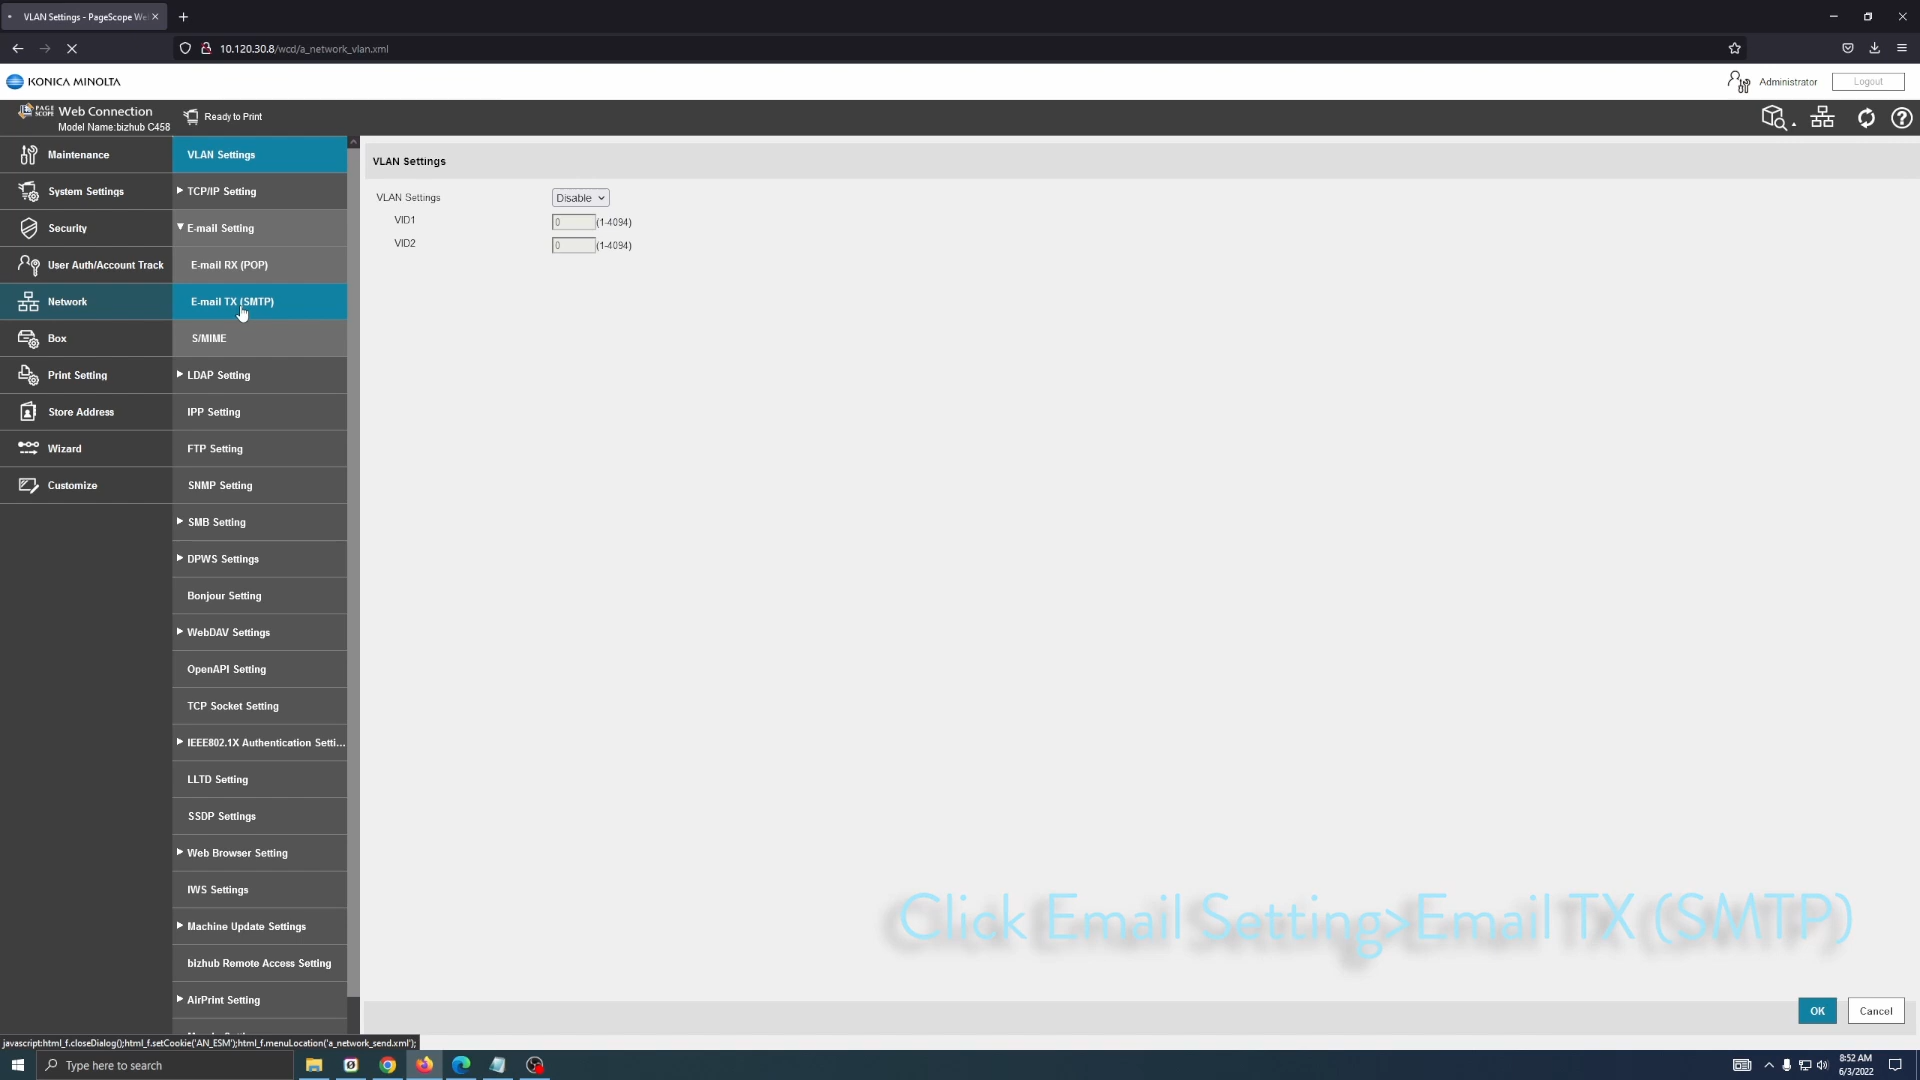 VLAN Settings - PageScope We
10.120.30.8/wcd/a_network_vlan.xml
KONICA MINOLTA
Administrator
Logout
PAGE SCOPE Web Connection
Model Name:bizhub C458
Ready to Print
Maintenance
System Settings
Security
User Auth/Account Track
Network
Box
Print Setting
Store Address
Wizard
Customize
VLAN Settings
TCP/IP Setting
E-mail Setting
E-mail RX (POP)
E-mail TX (SMTP)
S/MIME
LDAP Setting
IPP Setting
FTP Setting
SNMP Setting
SMB Setting
DPWS Settings
Bonjour Setting
WebDAV Settings
OpenAPI Setting
TCP Socket Setting
IEEE802.1X Authentication Setti...
LLTD Setting
SSDP Settings
Web Browser Setting
IWS Settings
Machine Update Settings
bizhub Remote Access Setting
AirPrint Setting
VLAN Settings
VLAN Settings Disable
VID1 0 (1-4094)
VID2 0 (1-4094)
Click Email Setting>Email TX (SMTP)
OK Cancel
javascript:html_f.closeDialog();html_f.setCookie('AN_ESM');html_f.menuLocation('a_network_send.xml');
Type here to search
8:52 AM
6/3/2022